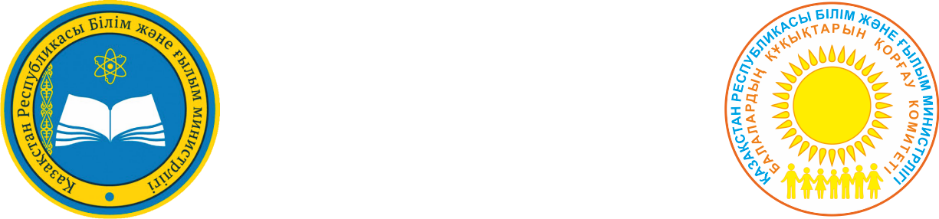 Қазақстан Республикасы Білім және ғылым министрлігі
ҚАЗАҚСТАН РЕСПУБЛИКАСЫ БІЛІМ ЖӘНЕ ҒЫЛЫМ МИНИСТРЛІГІ
БАЛАЛАРДЫҢ ҚҰҚЫҚТАРЫН ҚОРҒАУ КОМИТЕТІ